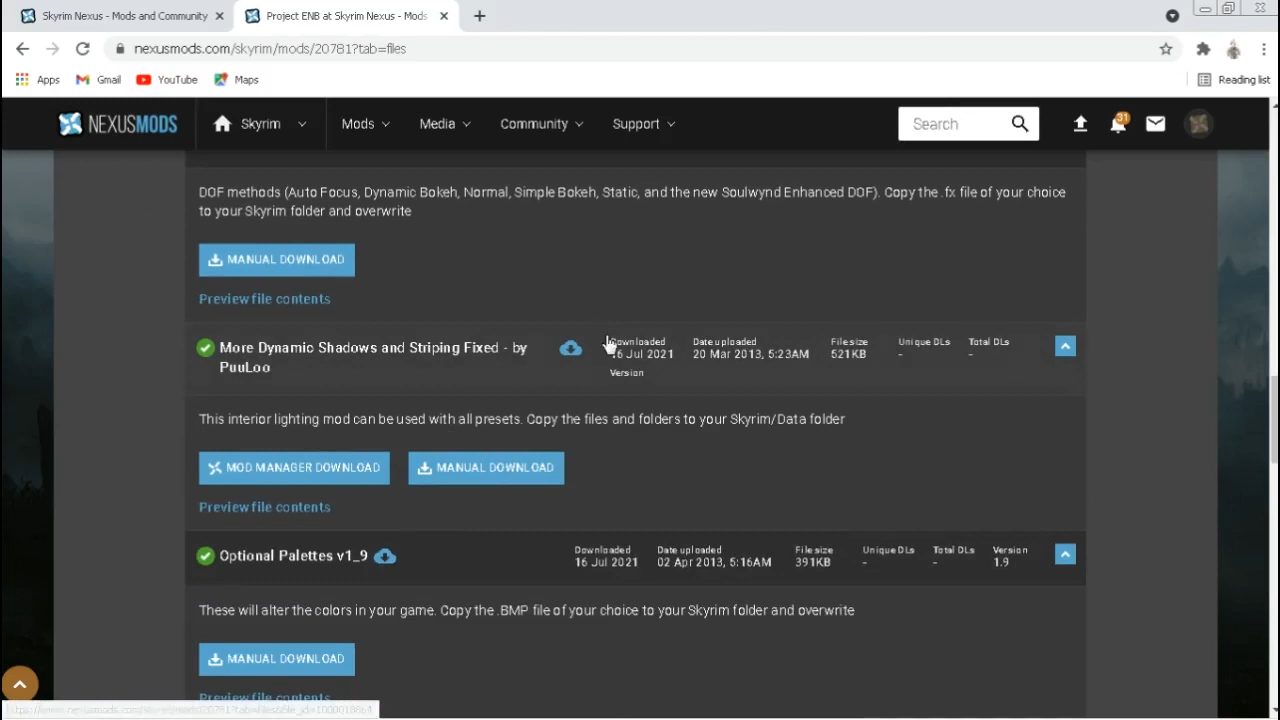 Skyrim Nexus - Mods and Community
Project ENB at Skyrim Nexus - Mods
nexusmods.com/skyrim/mods/20781?tab=files
Apps Gmail YouTube Maps Reading list
NEXUSMODS Skyrim Mods Media Community Support Search 31
DOF methods (Auto Focus, Dynamic Bokeh, Normal, Simple Bokeh, Static, and the new Soulwynd Enhanced DOF). Copy the .fx file of your choice
to your Skyrim folder and overwrite
MANUAL DOWNLOAD
Preview file contents
More Dynamic Shadows and Striping Fixed - by
PuuLoo
Downloaded Date uploaded File size Unique DLs Total DLs
16 Jul 2021 20 Mar 2013, 5:23AM 521KB - -
Version
This interior lighting mod can be used with all presets. Copy the files and folders to your Skyrim/Data folder
MOD MANAGER DOWNLOAD MANUAL DOWNLOAD
Preview file contents
Optional Palettes v1_9
Downloaded Date uploaded File size Unique DLs Total DLs Version
16 Jul 2021 02 Apr 2013, 5:16AM 391KB - - 1.9
These will alter the colors in your game. Copy the .BMP file of your choice to your Skyrim folder and overwrite
MANUAL DOWNLOAD
Preview file contents